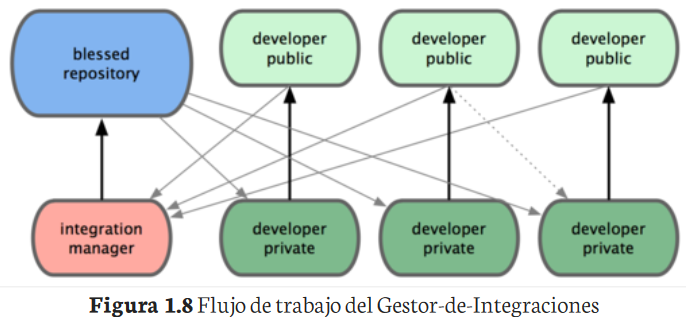 blessed
repository
developer
public
developer
public
developer
public
integration
manager
developer
private
developer
private
developer
private
Figura 1.8 Flujo de trabajo del Gestor-de-Integraciones